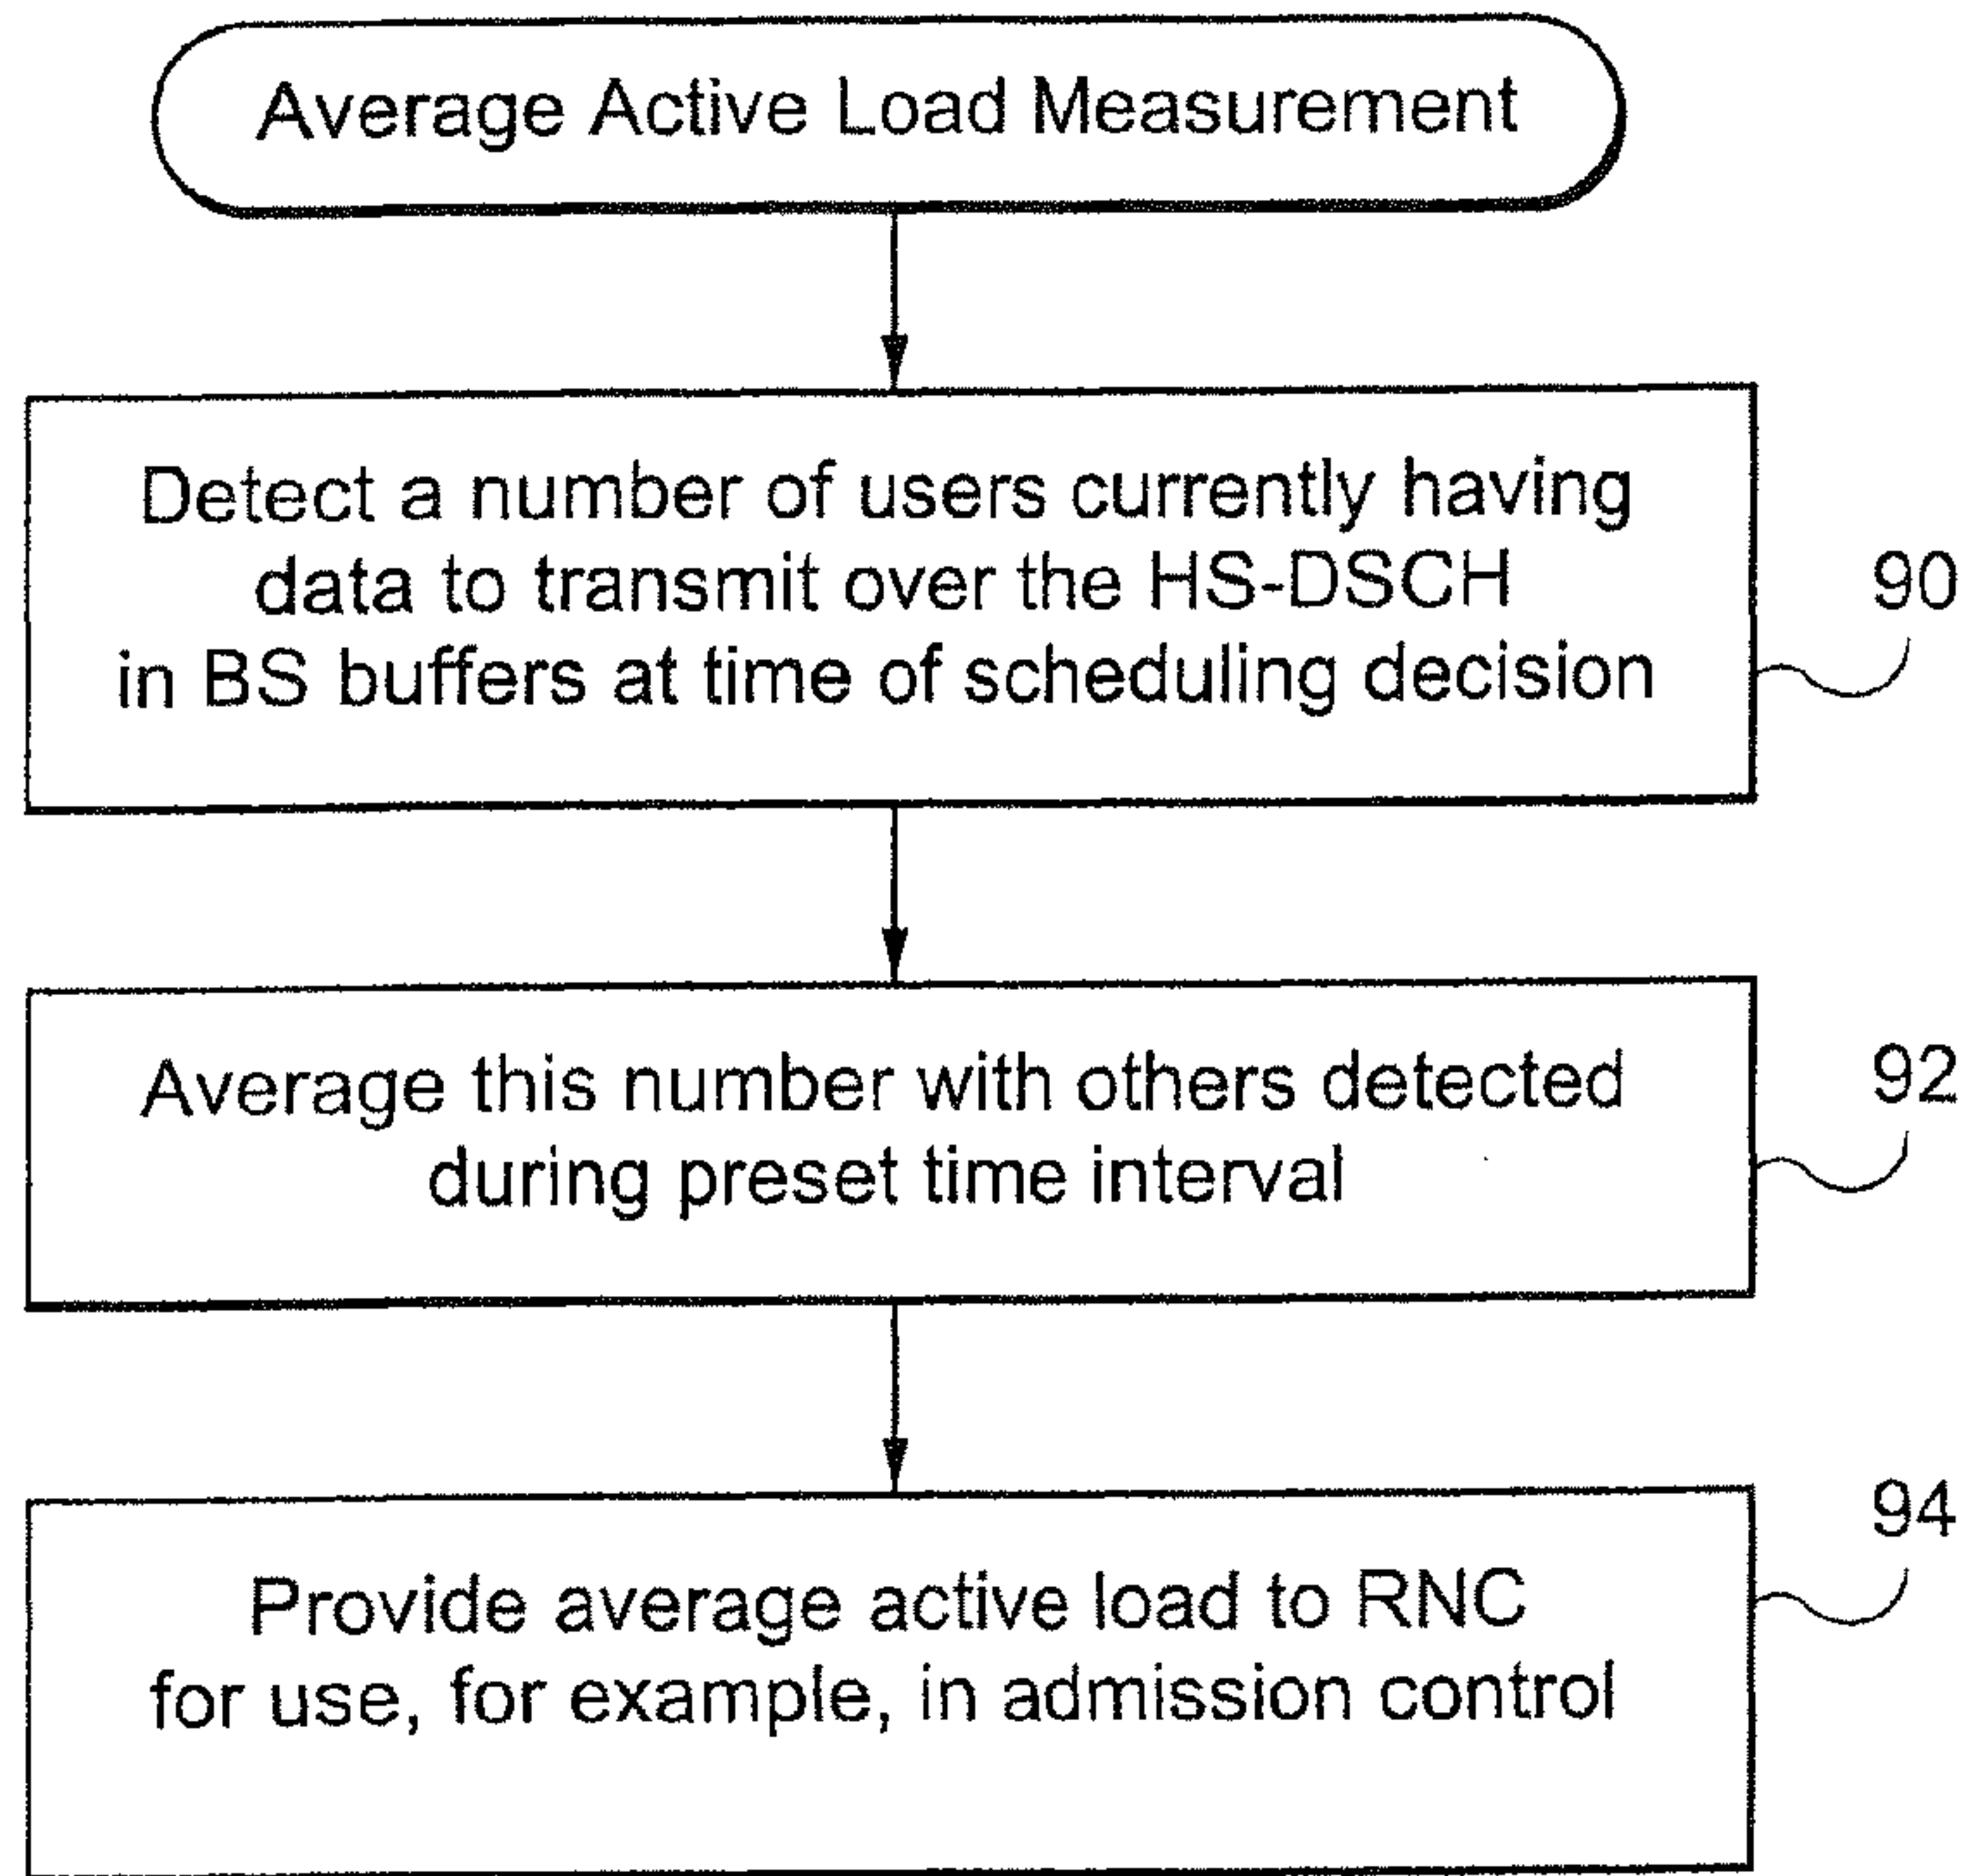 Average Active Load Measurement
Detect a number of users currently having
data to transmit over the HS-DSCH
in BS buffers at time of scheduling decision
90
Average this number with others detected
during preset time interval
92
Provide average active load to RNC
for use, for example, in admission control
94